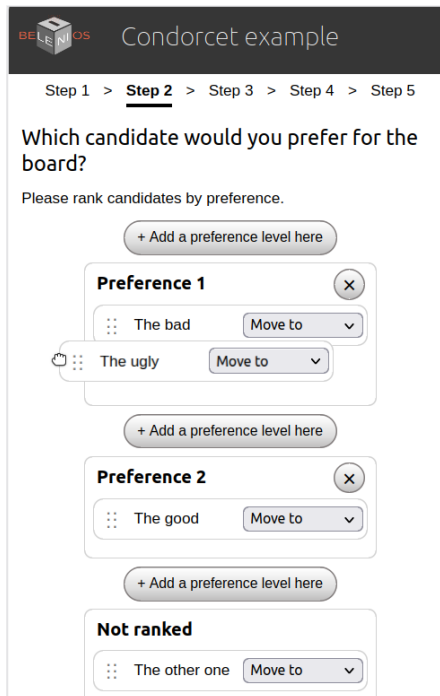 BELENIOS Condorcet example
Step 1 > Step 2 > Step 3 > Step 4 > Step 5
Which candidate would you prefer for the
board?
Please rank candidates by preference.
+ Add a preference level here
Preference 1 ×
The bad Move to
The ugly Move to
+ Add a preference level here
Preference 2 ×
The good Move to
+ Add a preference level here
Not ranked
The other one Move to